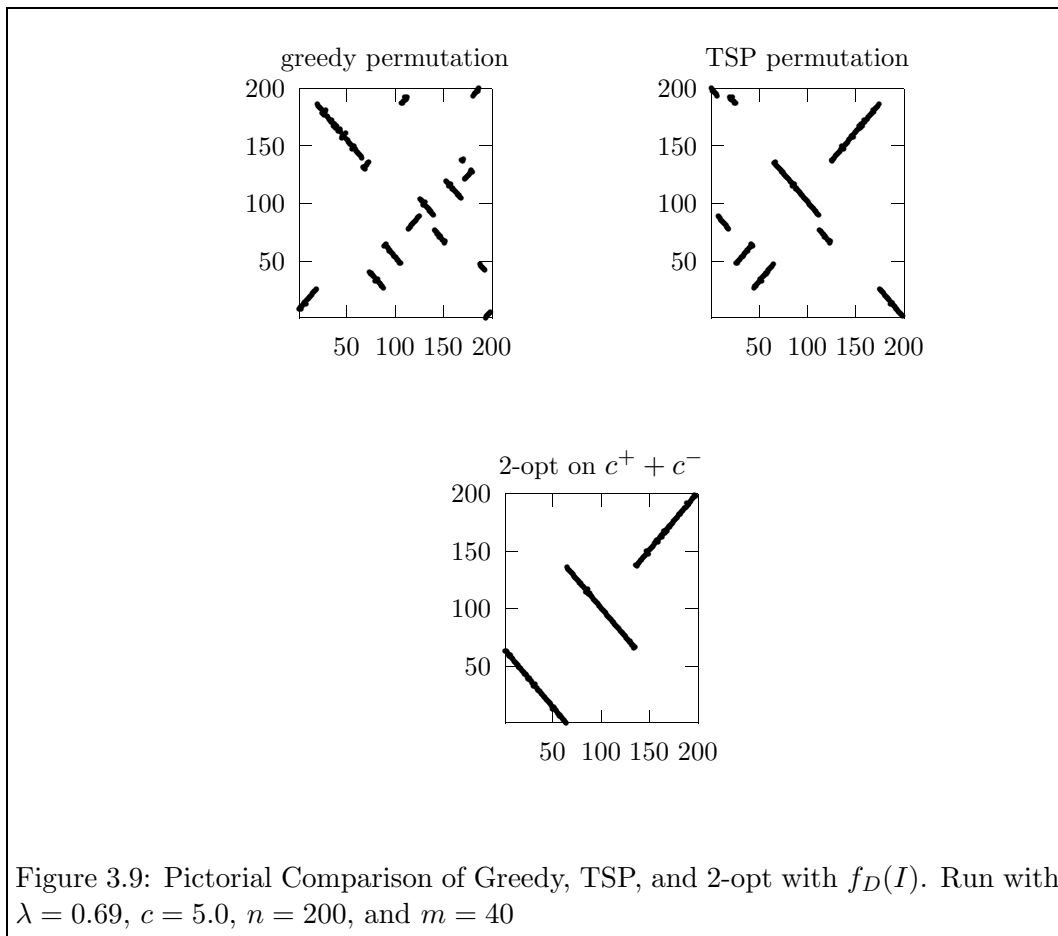 greedy permutation
200
150
100
50
50 100 150 200
TSP permutation
200
150
100
50
50 100 150 200
2-opt on $c^+ + c^-$
200
150
100
50
50 100 150 200
Figure 3.9: Pictorial Comparison of Greedy, TSP, and 2-opt with $f_D(I)$. Run with
$\lambda = 0.69$, $c = 5.0$, $n = 200$, and $m = 40$